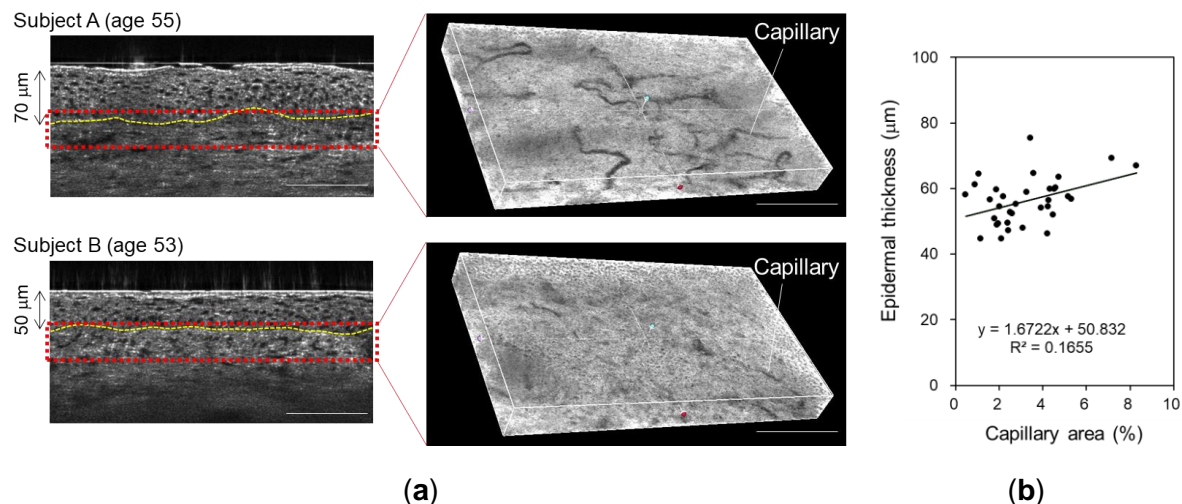 Subject A (age 55)
70 μm
Capillary
Subject B (age 53)
50 μm
Capillary
(a)
Epidermal thickness (μm)
100
80
60
40
20
0
y = 1.6722x + 50.832
R² = 0.1655
0 2 4 6 8 10
Capillary area (%)
(b)